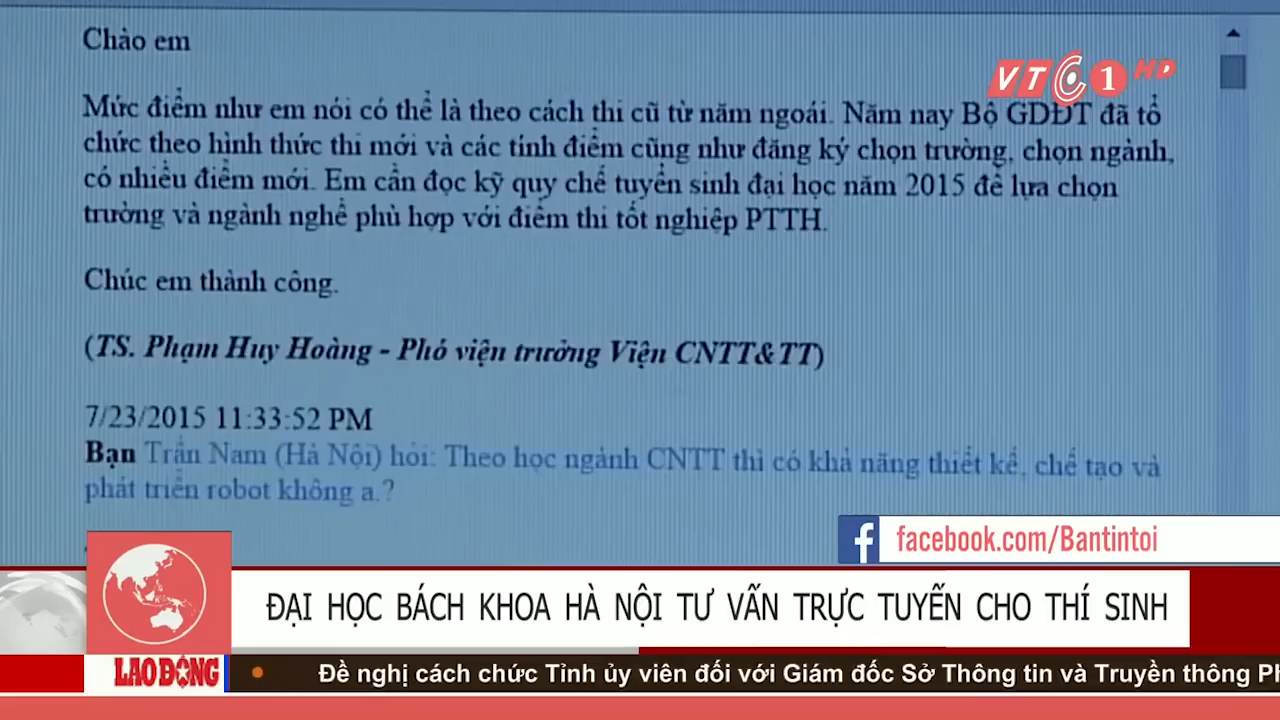 Chào em
VTC1 HD
Mức điểm như em nói có thể là theo cách thi cũ từ năm ngoái. Năm nay Bộ GDĐT đã tổ
chức theo hình thức thi mới và các tính điểm cũng như đăng ký chọn trường, chọn ngành,
có nhiều điểm mới. Em cần đọc kỹ quy chế tuyển sinh đại học năm 2015 để lựa chọn
trường và ngành nghề phù hợp với điểm thi tốt nghiệp PTTH.
Chúc em thành công.
(TS. Phạm Huy Hoàng - Phó viện trưởng Viện CNTT&TT)
7/23/2015 11:33:52 PM
Bạn Trần Nam (Hà Nội) hỏi: Theo học ngành CNTT thì có khả năng thiết kế, chế tạo và
phát triển robot không ạ.?
facebook.com/Bantintoi
ĐẠI HỌC BÁCH KHOA HÀ NỘI TƯ VẤN TRỰC TUYẾN CHO THÍ SINH
LAO ĐỘNG
Đề nghị cách chức Tỉnh ủy viên đối với Giám đốc Sở Thông tin và Truyền thông